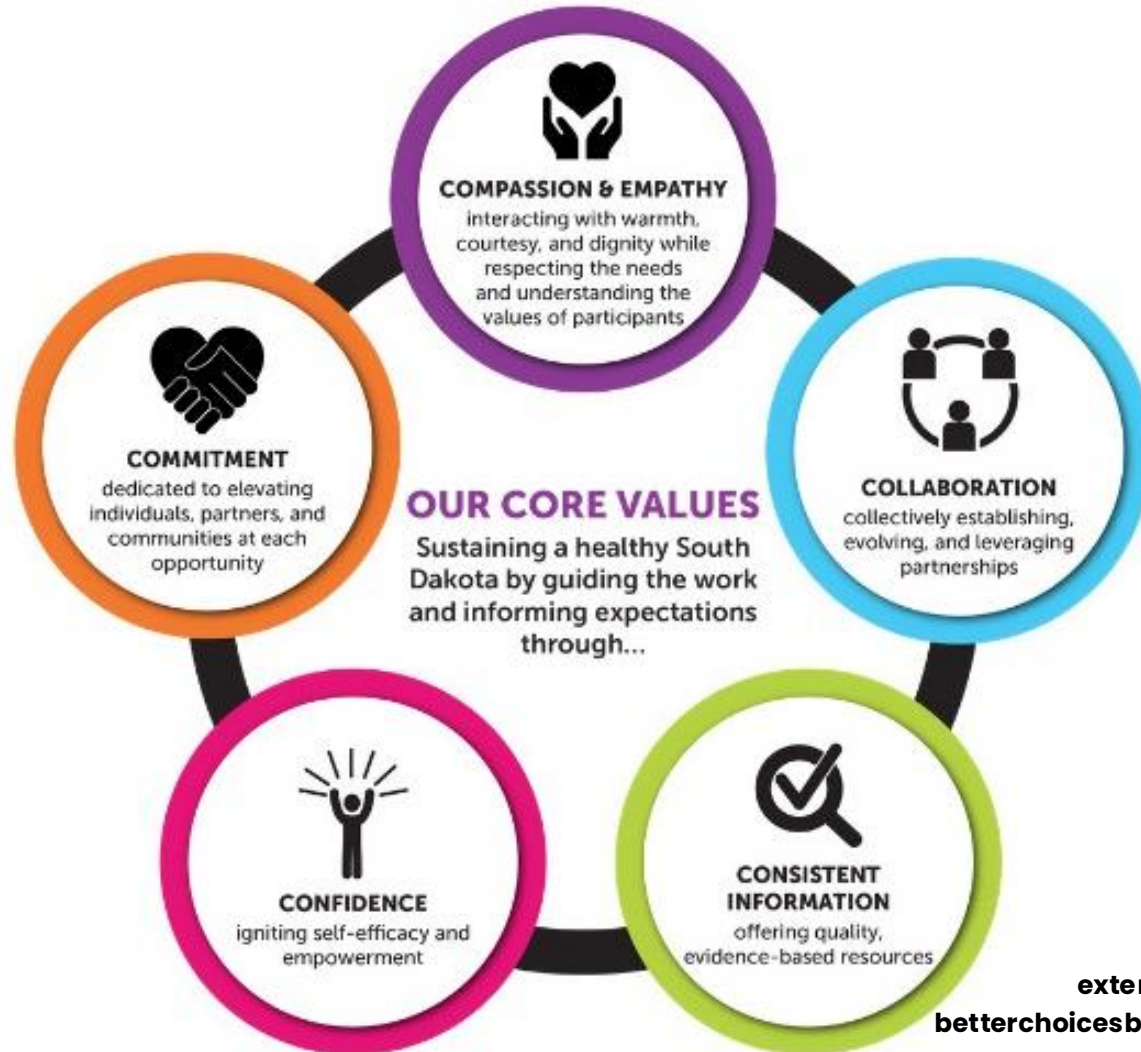 COMPASSION & EMPATHY
interacting with warmth,
courtesy, and dignity while
respecting the needs
and understanding the
values of participants
COLLABORATION
collectively establishing,
evolving, and leveraging
partnerships
CONSISTENT
INFORMATION
offering quality,
evidence-based resources
CONFIDENCE
igniting self-efficacy and
empowerment
COMMITMENT
dedicated to elevating
individuals, partners, and
communities at each
opportunity
OUR CORE VALUES
Sustaining a healthy South
Dakota by guiding the work
and informing expectations
through...
exter
betterchoicesb